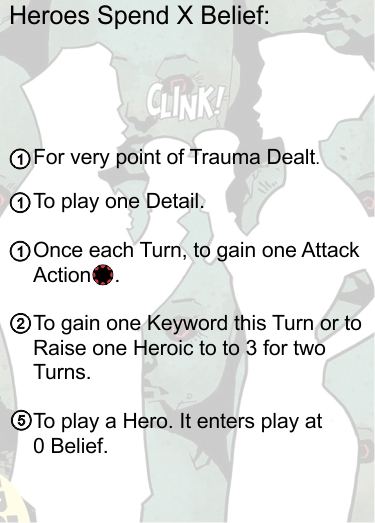 Heroes Spend X Belief:
CLINK!
① For very point of Trauma Dealt.
① To play one Detail.
① Once each Turn, to gain one Attack
Action.
② To gain one Keyword this Turn or to
Raise one Heroic to to 3 for two
Turns.
⑤ To play a Hero. It enters play at
0 Belief.